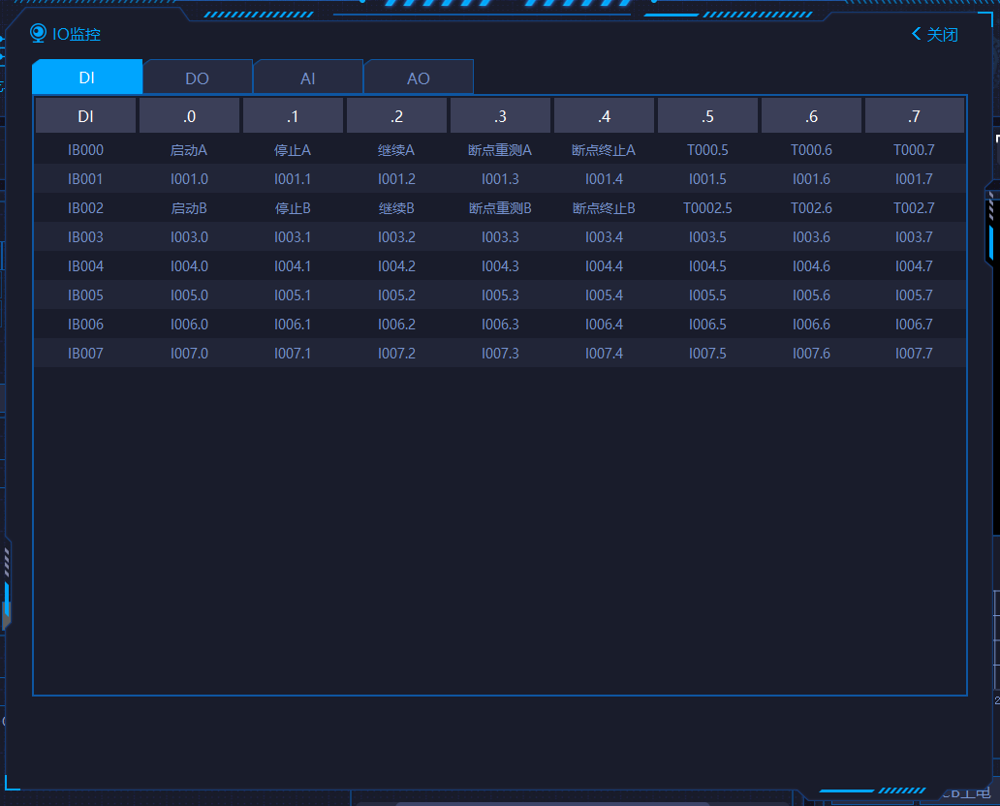 IO监控
关闭
DI DO AI AO
DI .0 .1 .2 .3 .4 .5 .6 .7
IB000 启动A 停止A 继续A 断点重测A 断点终止A T000.5 T000.6 T000.7
IB001 I001.0 I001.1 I001.2 I001.3 I001.4 I001.5 I001.6 I001.7
IB002 启动B 停止B 继续B 断点重测B 断点终止B T0002.5 T002.6 T002.7
IB003 I003.0 I003.1 I003.2 I003.3 I003.4 I003.5 I003.6 I003.7
IB004 I004.0 I004.1 I004.2 I004.3 I004.4 I004.5 I004.6 I004.7
IB005 I005.0 I005.1 I005.2 I005.3 I005.4 I005.5 I005.6 I005.7
IB006 I006.0 I006.1 I006.2 I006.3 I006.4 I006.5 I006.6 I006.7
IB007 I007.0 I007.1 I007.2 I007.3 I007.4 I007.5 I007.6 I007.7